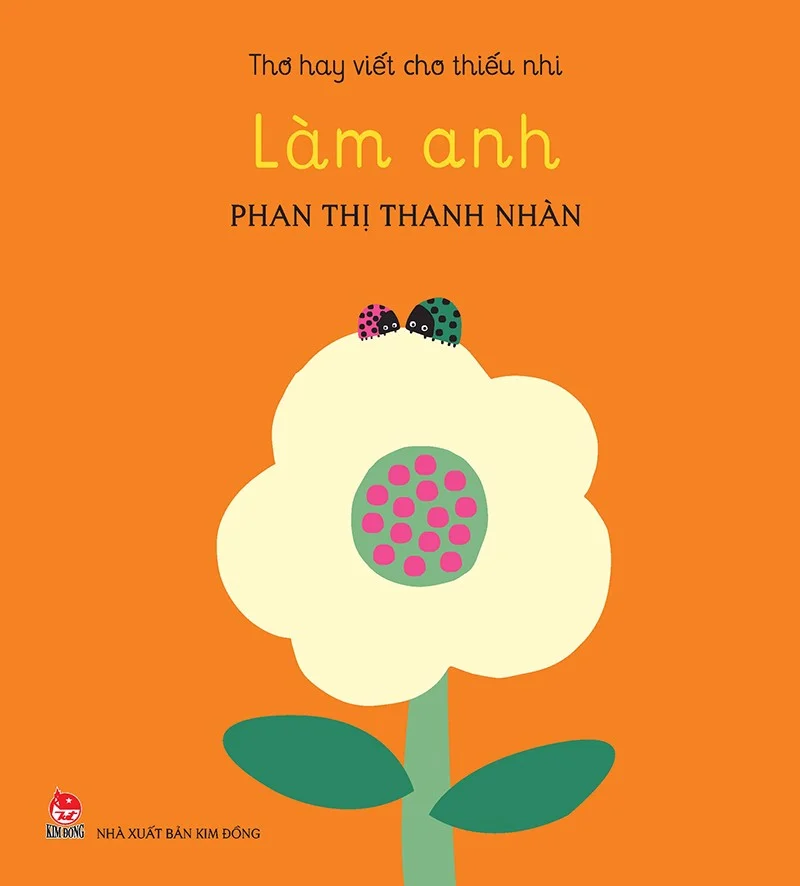 Thơ hay viết cho thiếu nhi
Làm anh
PHAN THỊ THANH NHÀN
KIM ĐỒNG
NHÀ XUẤT BẢN KIM ĐỒNG